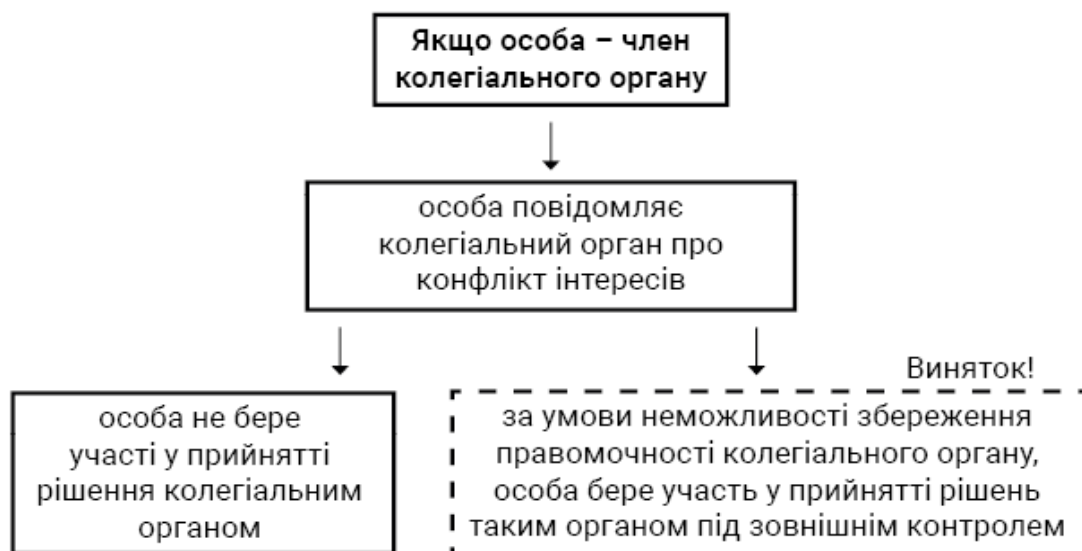 Якщо особа – член
колегіального органу
особа повідомляє
колегіальний орган про
конфлікт інтересів
особа не бере
участі у прийнятті
рішення колегіальним
органом
Виняток!
за умови неможливості збереження
правомочності колегіального органу,
особа бере участь у прийнятті рішень
таким органом під зовнішнім контролем